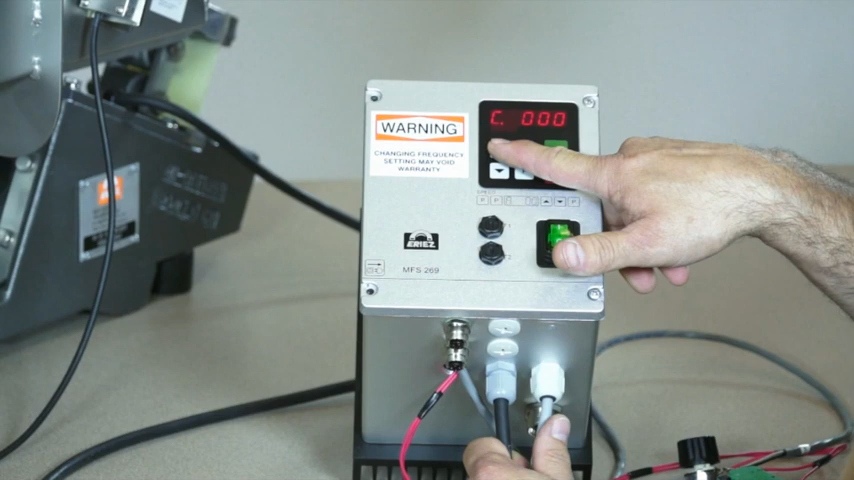 C. 000
WARNING
CHANGING FREQUENCY
SETTING MAY VOID
WARRANTY
ERIEZ
MFS 269